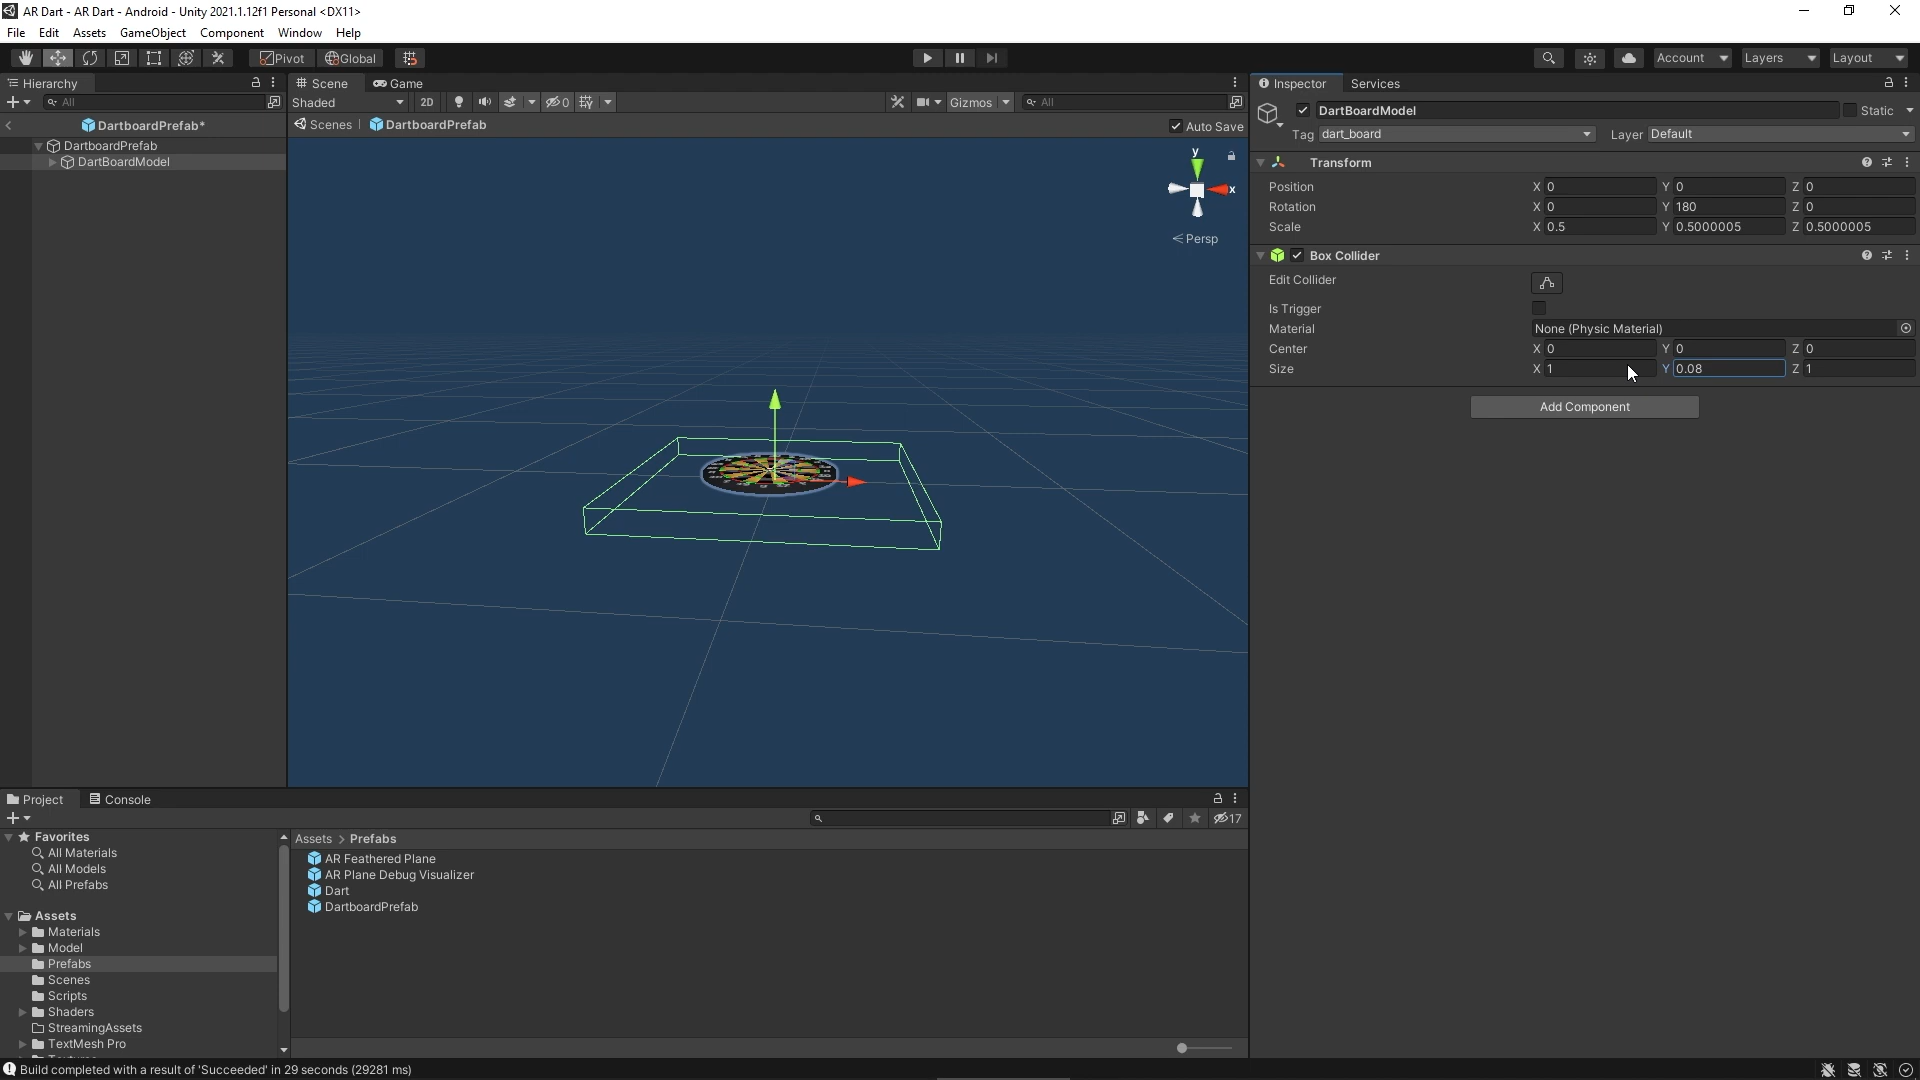 AR Dart - AR Dart - Android - Unity 2021.1.12f1 Personal <DX11>
File Edit Assets GameObject Component Window Help
Pivot Global Account Layers Layout
Hierarchy
All
DartboardPrefab*
DartboardPrefab
DartBoardModel
Scene Game
Shaded 2D 0 Gizmos All
Scenes DartboardPrefab Auto Save
y
x
Persp
Inspector Services
DartBoardModel Static
Tag dart_board Layer Default
Transform
Position X 0 Y 0 Z 0
Rotation X 0 Y 180 Z 0
Scale X 0.5 Y 0.5000005 Z 0.5000005
Box Collider
Edit Collider
Is Trigger
Material None (Physic Material)
Center X 0 Y 0 Z 0
Size X 1 Y 0.08 Z 1
Add Component
Project Console
17
Favorites
All Materials
All Models
All Prefabs
Assets
Materials
Model
Prefabs
Scenes
Scripts
Shaders
StreamingAssets
TextMesh Pro
Assets > Prefabs
AR Feathered Plane
AR Plane Debug Visualizer
Dart
DartboardPrefab
Build completed with a result of 'Succeeded' in 29 seconds (29281 ms)